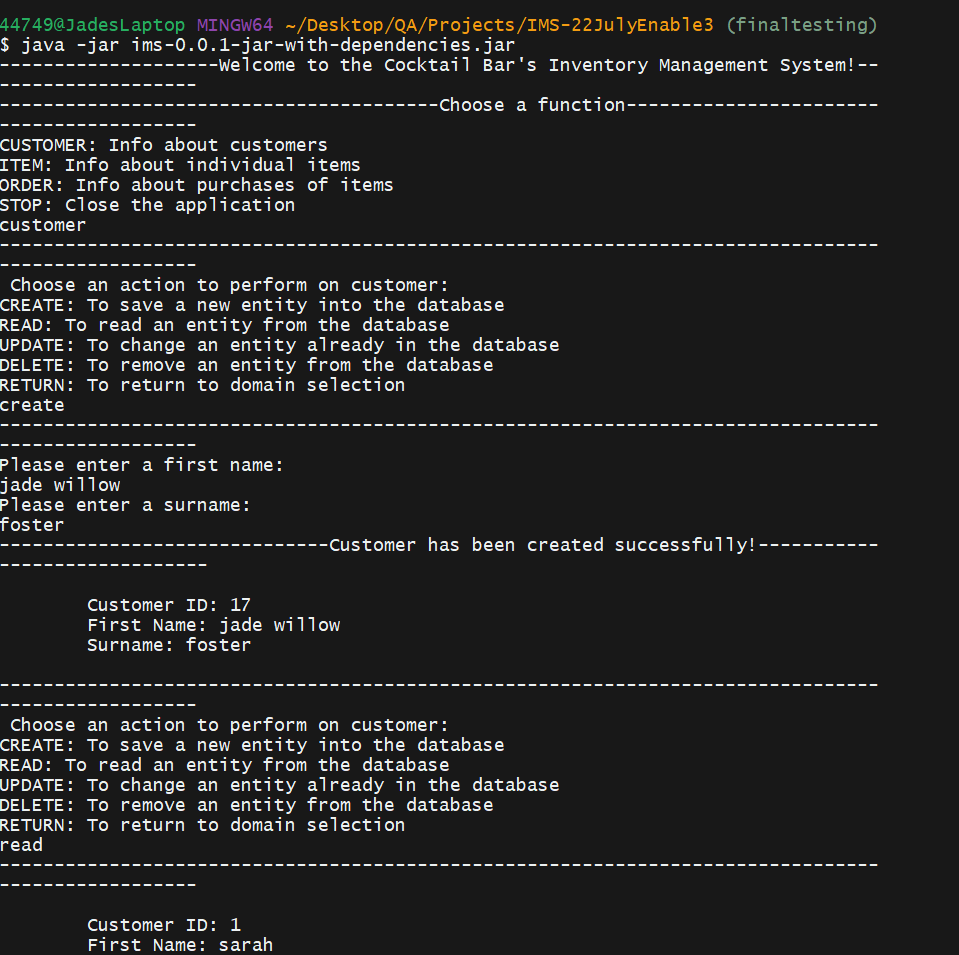 44749@JadesLaptop MINGW64 ~/Desktop/QA/Projects/IMS-22JulyEnable3 (finaltesting)
$ java -jar ims-0.0.1-jar-with-dependencies.jar
--------------------Welcome to the Cocktail Bar's Inventory Management System!--
------------------
----------------------------------------Choose a function-----------------------
------------------
CUSTOMER: Info about customers
ITEM: Info about individual items
ORDER: Info about purchases of items
STOP: Close the application
customer
--------------------------------------------------------------------------------
------------------
 Choose an action to perform on customer:
CREATE: To save a new entity into the database
READ: To read an entity from the database
UPDATE: To change an entity already in the database
DELETE: To remove an entity from the database
RETURN: To return to domain selection
create
--------------------------------------------------------------------------------
------------------
Please enter a first name:
jade willow
Please enter a surname:
foster
------------------------------Customer has been created successfully!-----------
-------------------
        Customer ID: 17
        First Name: jade willow
        Surname: foster
--------------------------------------------------------------------------------
------------------
 Choose an action to perform on customer:
CREATE: To save a new entity into the database
READ: To read an entity from the database
UPDATE: To change an entity already in the database
DELETE: To remove an entity from the database
RETURN: To return to domain selection
read
--------------------------------------------------------------------------------
------------------
        Customer ID: 1
        First Name: sarah